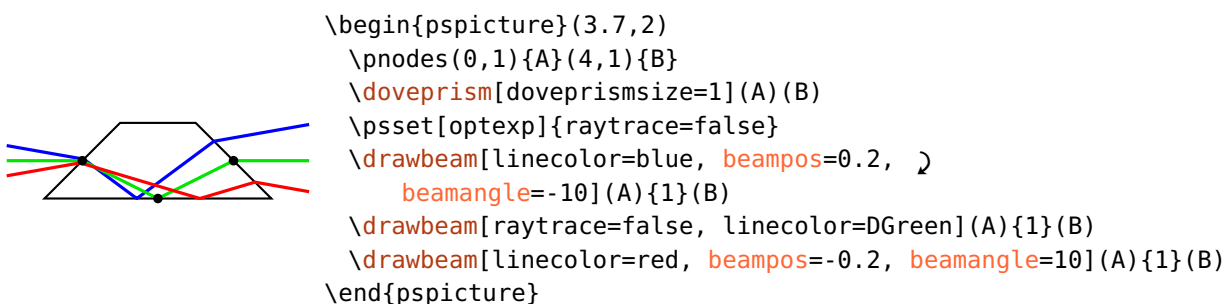 \begin{pspicture}(3.7,2)
\pnodes(0,1){A}(4,1){B}
\doveprism[doveprismsize=1](A)(B)
\psset[optexp]{raytrace=false}
\drawbeam[linecolor=blue, beampos=0.2,
beamangle=-10](A){1}(B)
\drawbeam[raytrace=false, linecolor=DGreen](A){1}(B)
\drawbeam[linecolor=red, beampos=-0.2, beamangle=10](A){1}(B)
\end{pspicture}